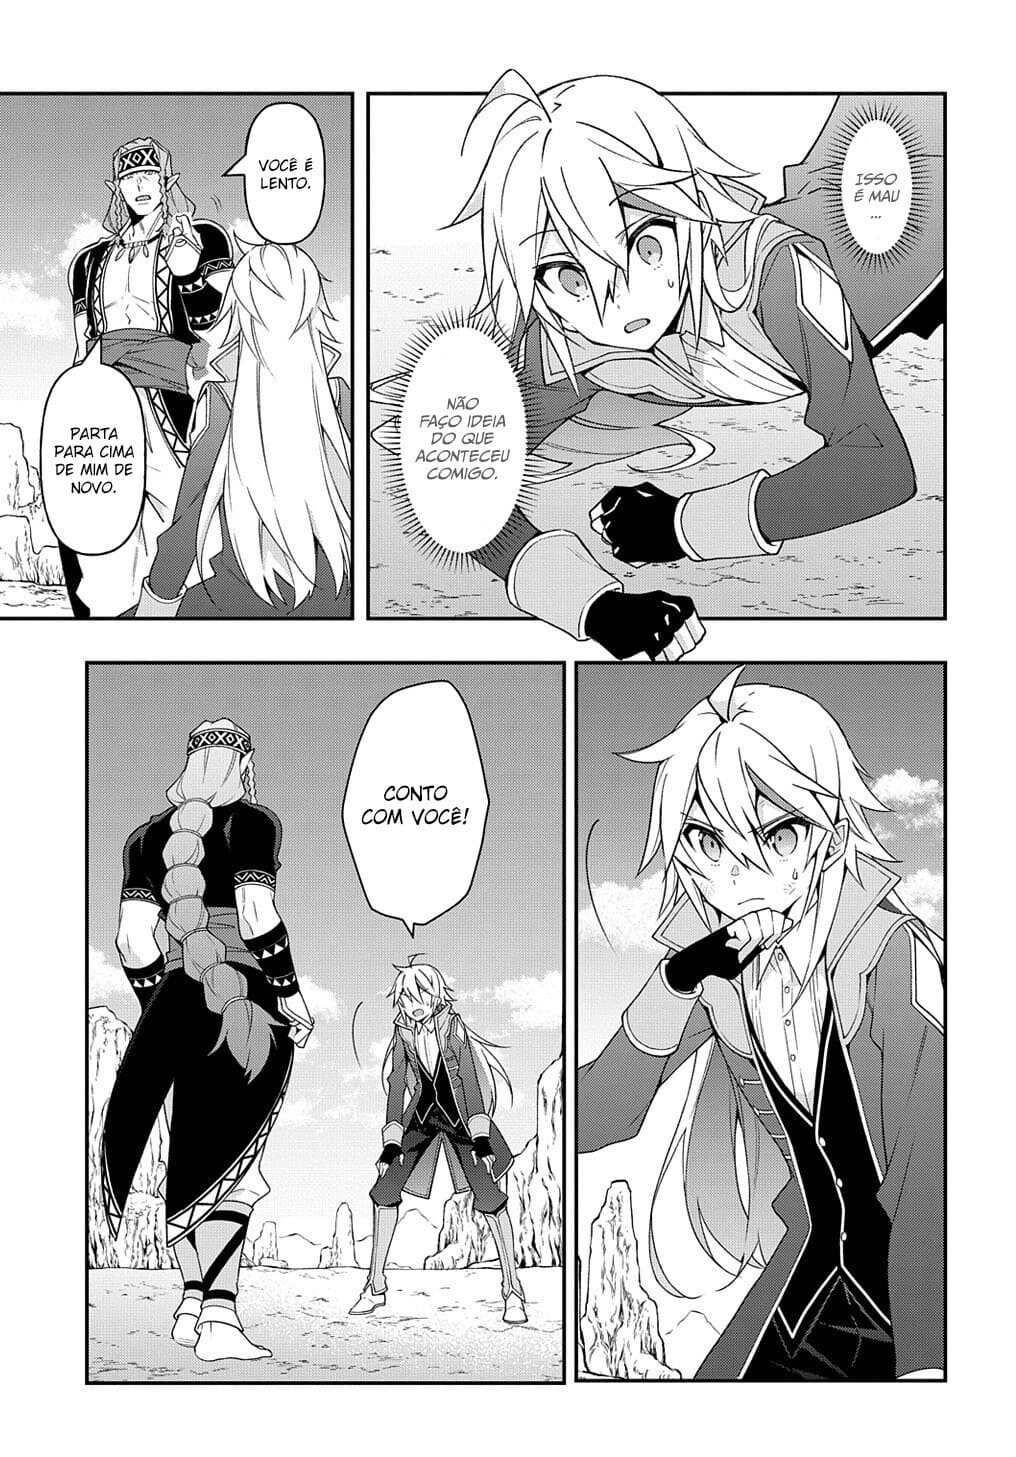 ISSO
É MAU
...
NÃO
FAÇO IDEIA
DO QUE
ACONTECEU
COMIGO.
VOCÊ É
LENTO.
PARTA
PARA CIMA
DE MIM DE
NOVO.
CONTO
COM VOCÊ!